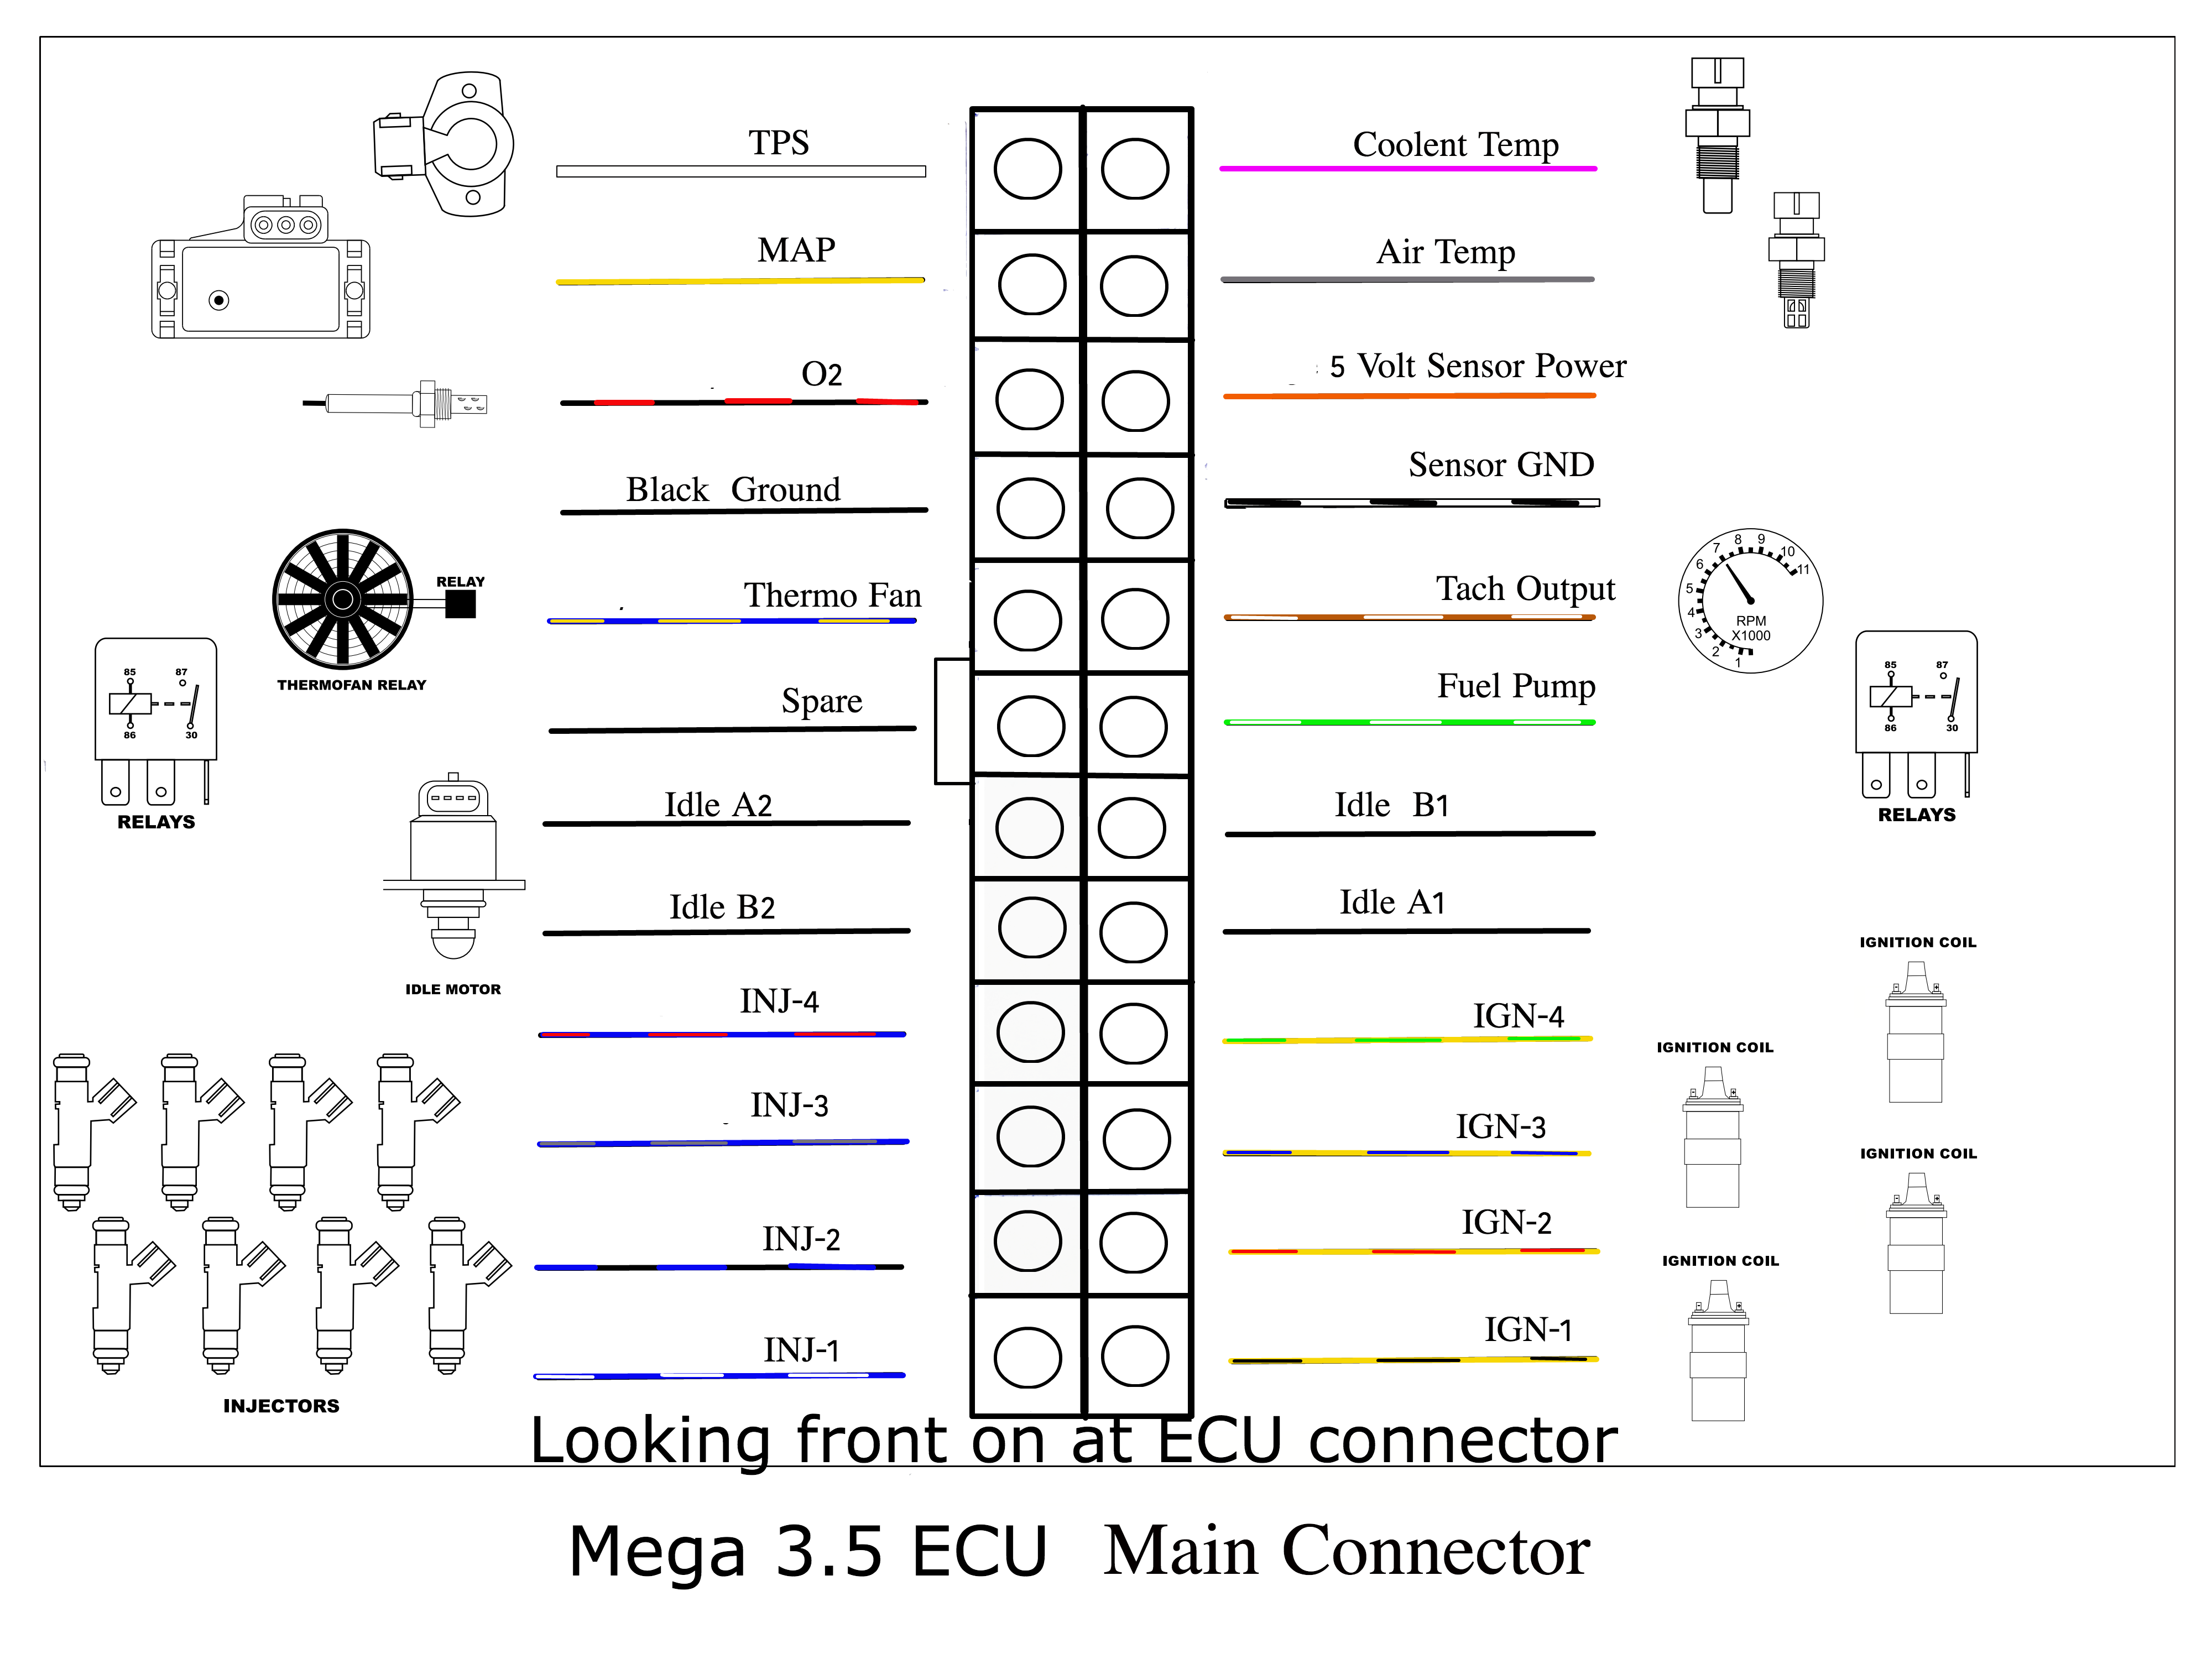 TPS
Coolent Temp
MAP
Air Temp
O2
5 Volt Sensor Power
Black Ground
Sensor GND
RELAY
Thermo Fan
Tach Output
THERMOFAN RELAY
1 2 3 4 5 6 7 8 9 10 11
RPM
X1000
85 87
86 30
RELAYS
Spare
Fuel Pump
85 87
86 30
RELAYS
Idle A2
Idle B1
Idle B2
Idle A1
IDLE MOTOR
IGNITION COIL
INJ-4
IGN-4
IGNITION COIL
INJ-3
IGN-3
IGNITION COIL
INJ-2
IGN-2
IGNITION COIL
INJ-1
IGN-1
INJECTORS
Looking front on at ECU connector
Mega 3.5 ECU Main Connector